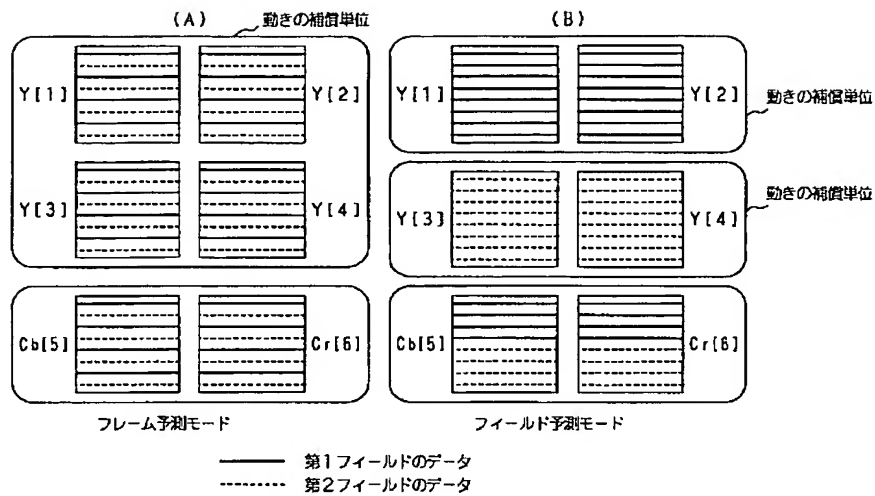 (A)
動きの補償単位
(B)
Y[1]
Y[2]
Y[1]
Y[2]
動きの補償単位
Y[3]
Y[4]
Y[3]
Y[4]
動きの補償単位
Cb[5]
Cr[6]
Cb[5]
Cr[6]
フレーム予測モード
フィールド予測モード
第1フィールドのデータ
第2フィールドのデータ